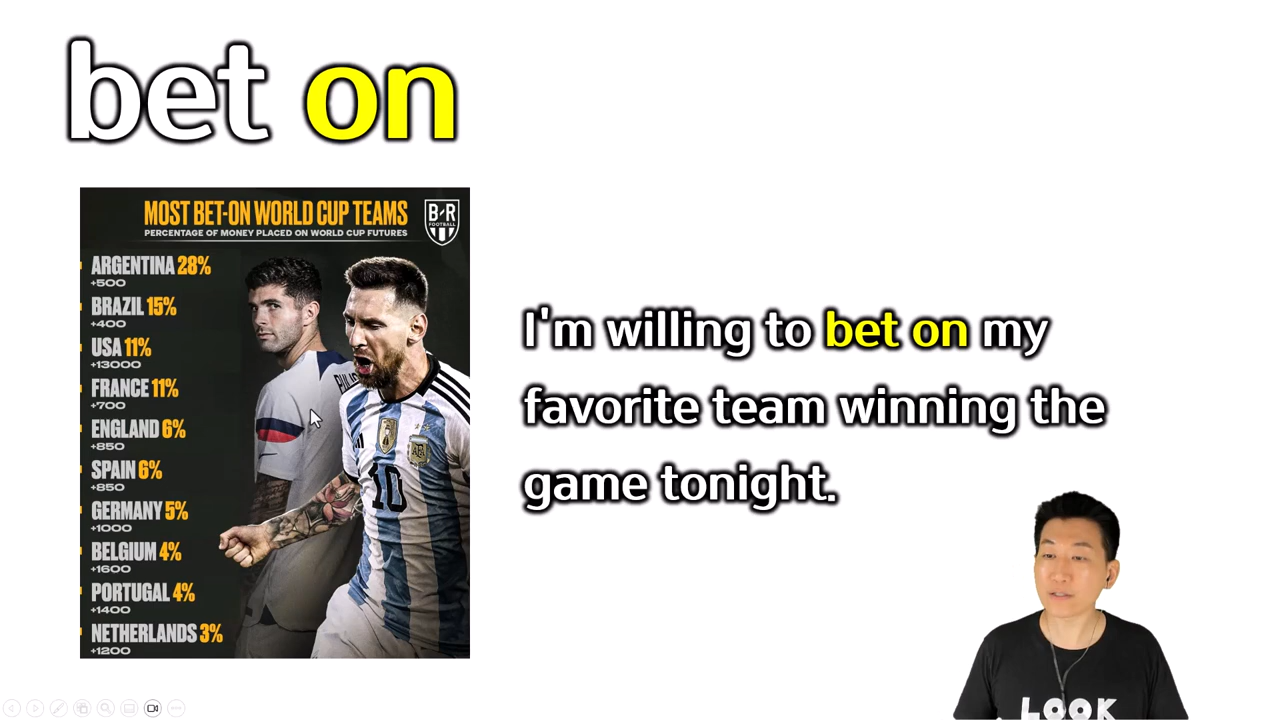 bet on
MOST BET-ON WORLD CUP TEAMS
PERCENTAGE OF MONEY PLACED ON WORLD CUP FUTURES
B/R
FOOTBALL
ARGENTINA 28%
+500
BRAZIL 15%
+400
USA 11%
+13000
FRANCE 11%
+700
ENGLAND 6%
+850
SPAIN 6%
+850
GERMANY 5%
+1000
BELGIUM 4%
+1600
PORTUGAL 4%
+1400
NETHERLANDS 3%
+1200
10
I'm willing to bet on my
favorite team winning the
game tonight.
LOOK